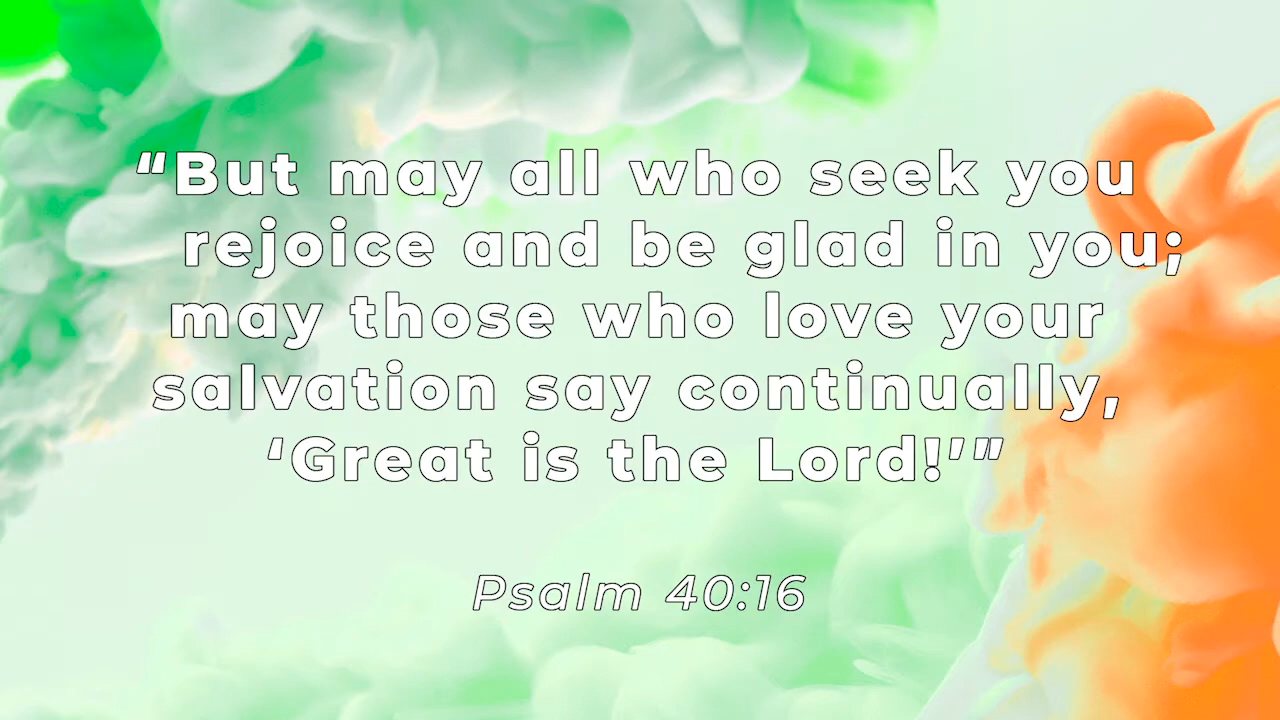 “But may all who seek you
rejoice and be glad in you;
may those who love your
salvation say continually,
‘Great is the Lord!’”
Psalm 40:16